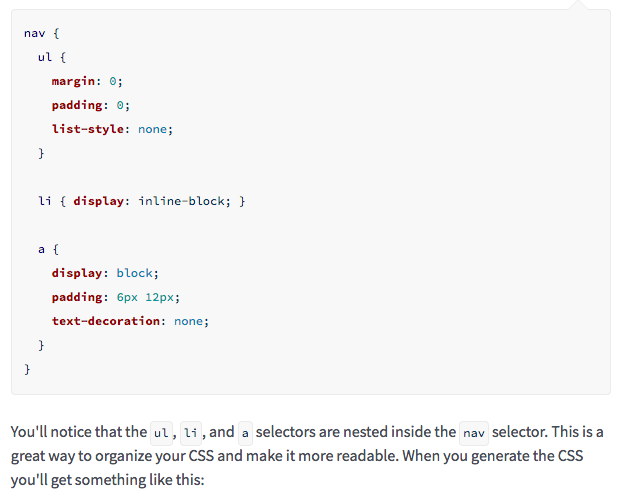 nav {
  ul {
    margin: 0;
    padding: 0;
    list-style: none;
  }

  li { display: inline-block; }

  a {
    display: block;
    padding: 6px 12px;
    text-decoration: none;
  }
}
You'll notice that the ul, li, and a selectors are nested inside the nav selector. This is a
great way to organize your CSS and make it more readable. When you generate the CSS
you'll get something like this: